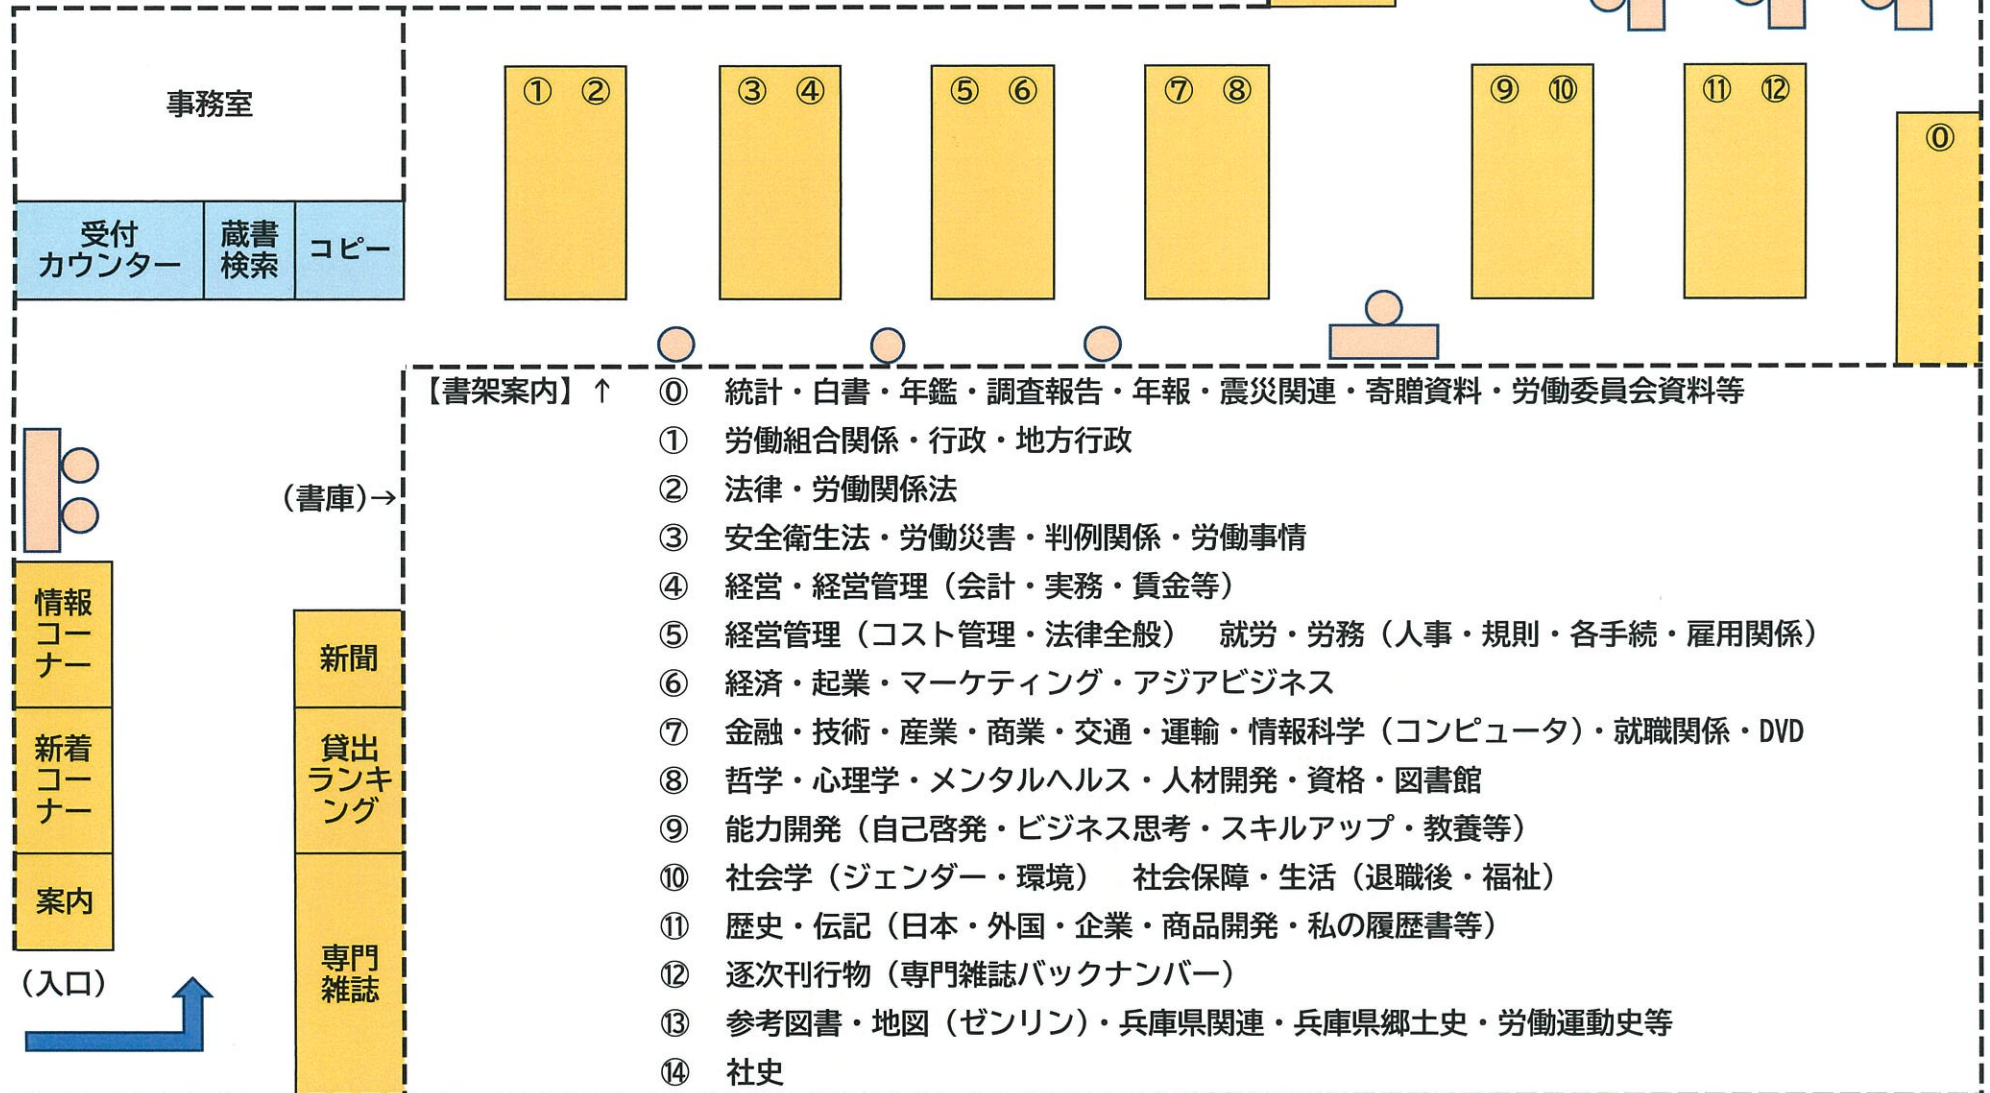 事務室
① ②
③ ④
⑤ ⑥
⑦ ⑧
⑨ ⑩
⑪ ⑫
⓪
受付
カウンター
蔵書
検索
コピー
【書架案内】↑
⓪ 統計・白書・年鑑・調査報告・年報・震災関連・寄贈資料・労働委員会資料等
① 労働組合関係・行政・地方行政
② 法律・労働関係法
③ 安全衛生法・労働災害・判例関係・労働事情
④ 経営・経営管理（会計・実務・賃金等）
⑤ 経営管理（コスト管理・法律全般）　就労・労務（人事・規則・各手続・雇用関係）
⑥ 経済・起業・マーケティング・アジアビジネス
⑦ 金融・技術・産業・商業・交通・運輸・情報科学（コンピュータ）・就職関係・DVD
⑧ 哲学・心理学・メンタルヘルス・人材開発・資格・図書館
⑨ 能力開発（自己啓発・ビジネス思考・スキルアップ・教養等）
⑩ 社会学（ジェンダー・環境）　社会保障・生活（退職後・福祉）
⑪ 歴史・伝記（日本・外国・企業・商品開発・私の履歴書等）
⑫ 逐次刊行物（専門雑誌バックナンバー）
⑬ 参考図書・地図（ゼンリン）・兵庫県関連・兵庫県郷土史・労働運動史等
⑭ 社史
（書庫）→
情報
コー
ナー
新着
コー
ナー
案内
（入口）
新聞
貸出
ランキ
ング
専門
雑誌